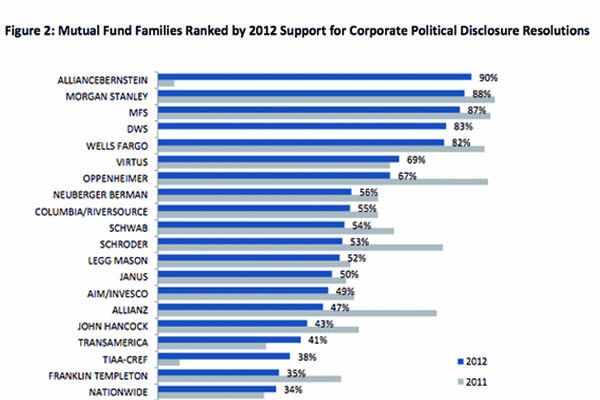 Figure 2: Mutual Fund Families Ranked by 2012 Support for Corporate Political Disclosure Resolutions
ALLIANCEBERNSTEIN 90%
MORGAN STANLEY 88%
MFS 87%
DWS 83%
WELLS FARGO 82%
VIRTUS 69%
OPPENHEIMER 67%
NEUBERGER BERMAN 56%
COLUMBIA/RIVERSOURCE 55%
SCHWAB 54%
SCHRODER 53%
LEGG MASON 52%
JANUS 50%
AIM/INVESCO 49%
ALLIANZ 47%
JOHN HANCOCK 43%
TRANSAMERICA 41%
TIAA-CREF 38%
FRANKLIN TEMPLETON 35%
NATIONWIDE 34%
2012
2011